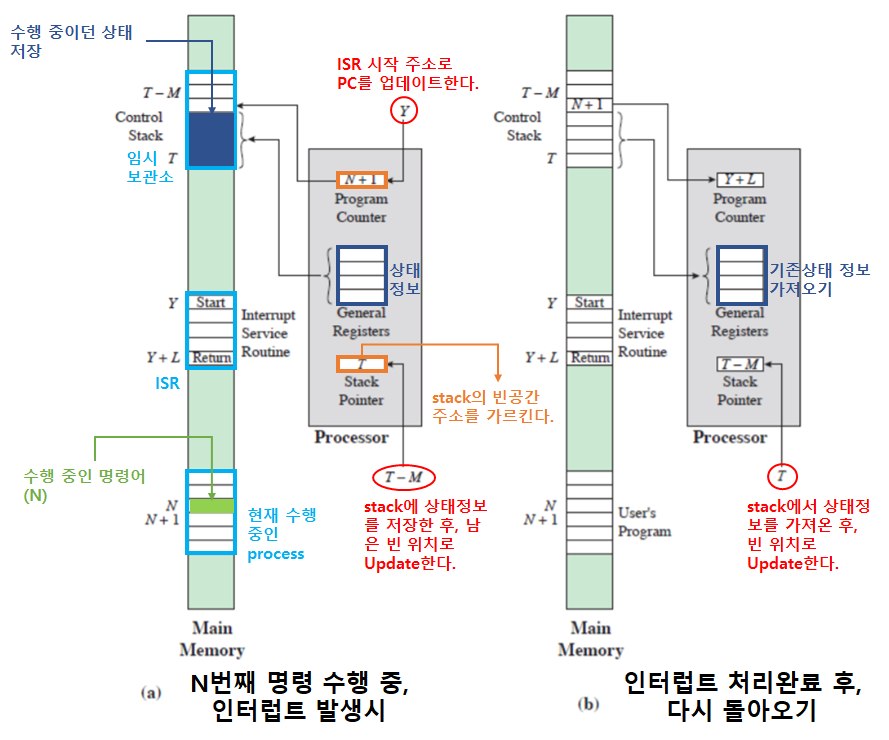 수행 중이던 상태
저장
T – M
Control
Stack
임시
보관소
T
ISR 시작 주소로
PC를 업데이트한다.
Y
N + 1
Program
Counter
상태
정보
General
Registers
Y
Start
Interrupt
Service
Routine
Y + L
Return
ISR
T
Stack
Pointer
stack의 빈공간
주소를 가르킨다.
Processor
T – M
stack에 상태정보
를 저장한 후, 남
은 빈 위치로
Update한다.
수행 중인 명령어
(N)
N
N + 1
현재 수행
중인
process
Main
Memory
(a)
N번째 명령 수행 중,
인터럽트 발생시
T – M
N + 1
Control
Stack
T
Y + L
Program
Counter
기존상태 정보
가져오기
General
Registers
Y
Start
Interrupt
Service
Routine
Y + L
Return
T – M
Stack
Pointer
Processor
T
stack에서 상태정
보를 가져온 후,
빈 위치로
Update한다.
N
N + 1
User's
Program
Main
Memory
(b)
인터럽트 처리완료 후,
다시 돌아오기